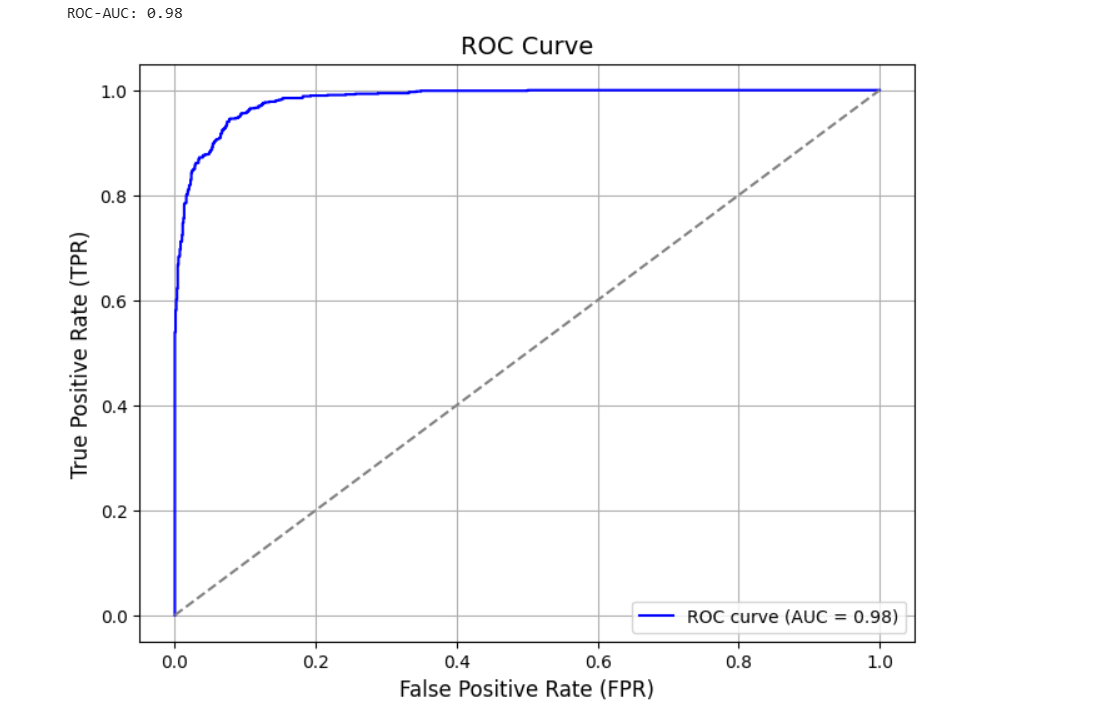 ROC-AUC: 0.98
ROC Curve
True Positive Rate (TPR)
1.0
0.8
0.6
0.4
0.2
0.0
ROC curve (AUC = 0.98)
0.0 0.2 0.4 0.6 0.8 1.0
False Positive Rate (FPR)